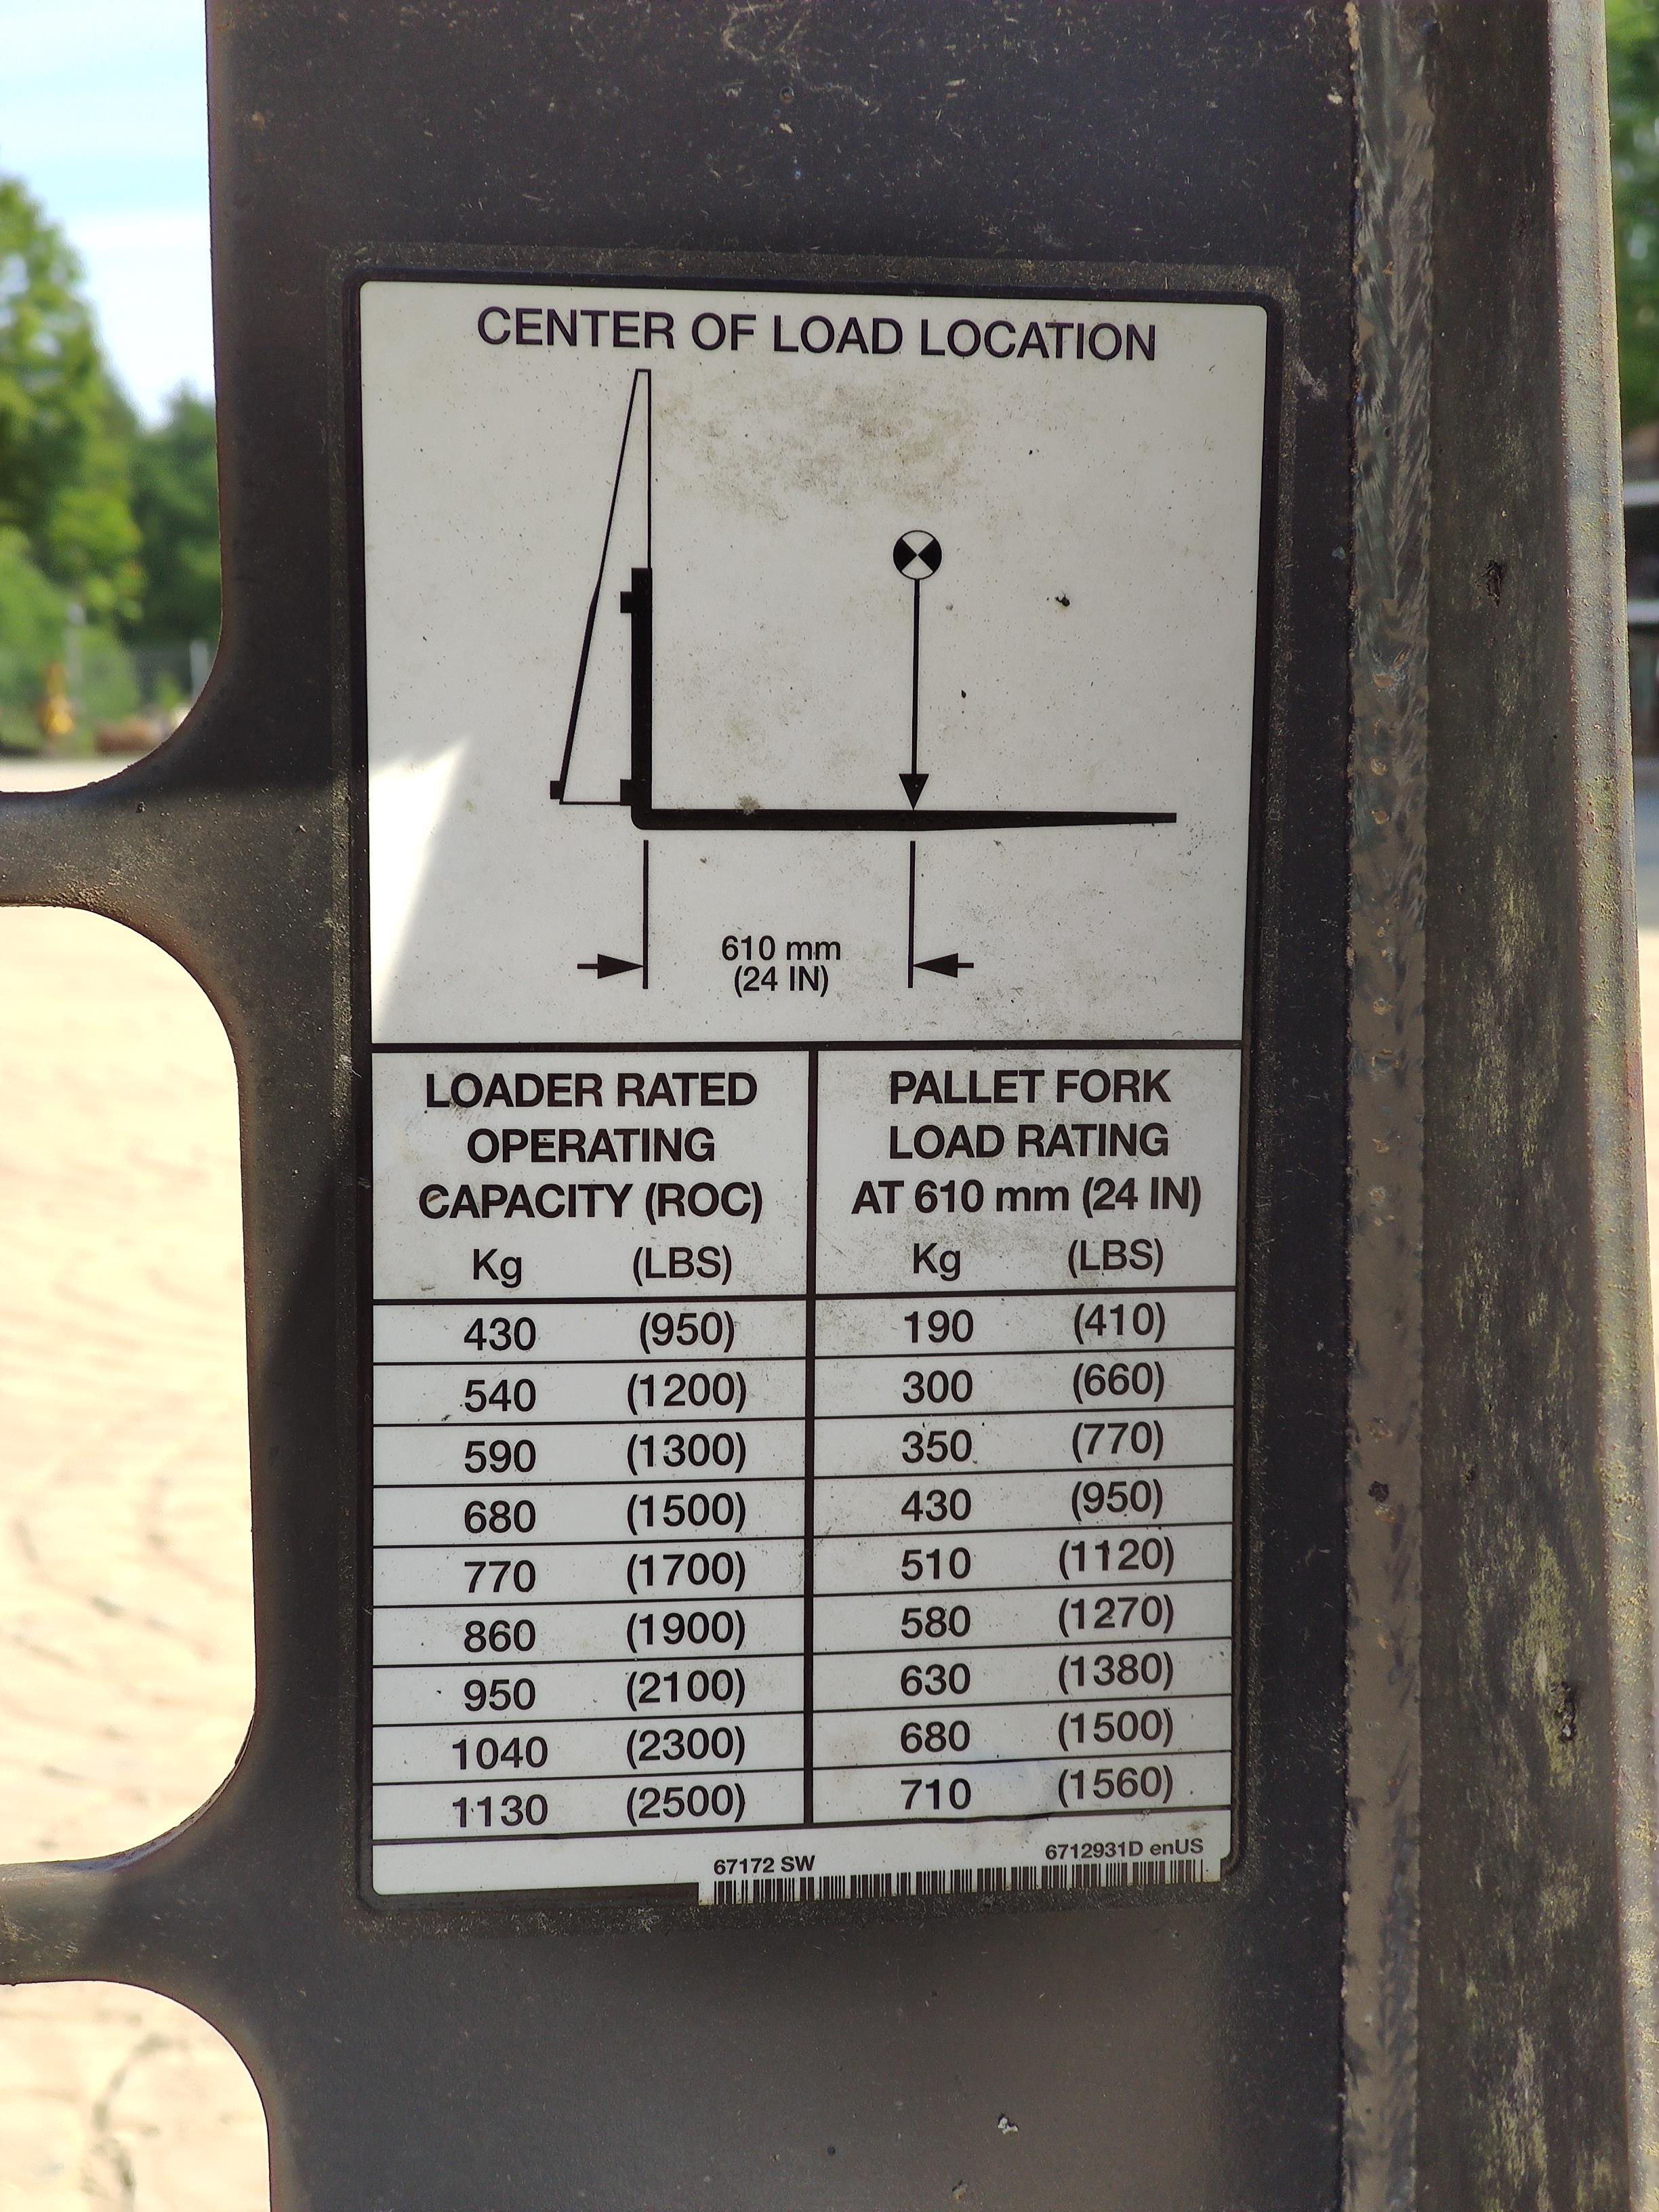 CENTER OF LOAD LOCATION
610 mm
(24 IN)
LOADER RATED
OPERATING
CAPACITY (ROC)
Kg (LBS)
PALLET FORK
LOAD RATING
AT 610 mm (24 IN)
Kg (LBS)
430 (950) 190 (410)
540 (1200) 300 (660)
590 (1300) 350 (770)
680 (1500) 430 (950)
770 (1700) 510 (1120)
860 (1900) 580 (1270)
950 (2100) 630 (1380)
1040 (2300) 680 (1500)
1130 (2500) 710 (1560)
67172 SW 6712931D enUS